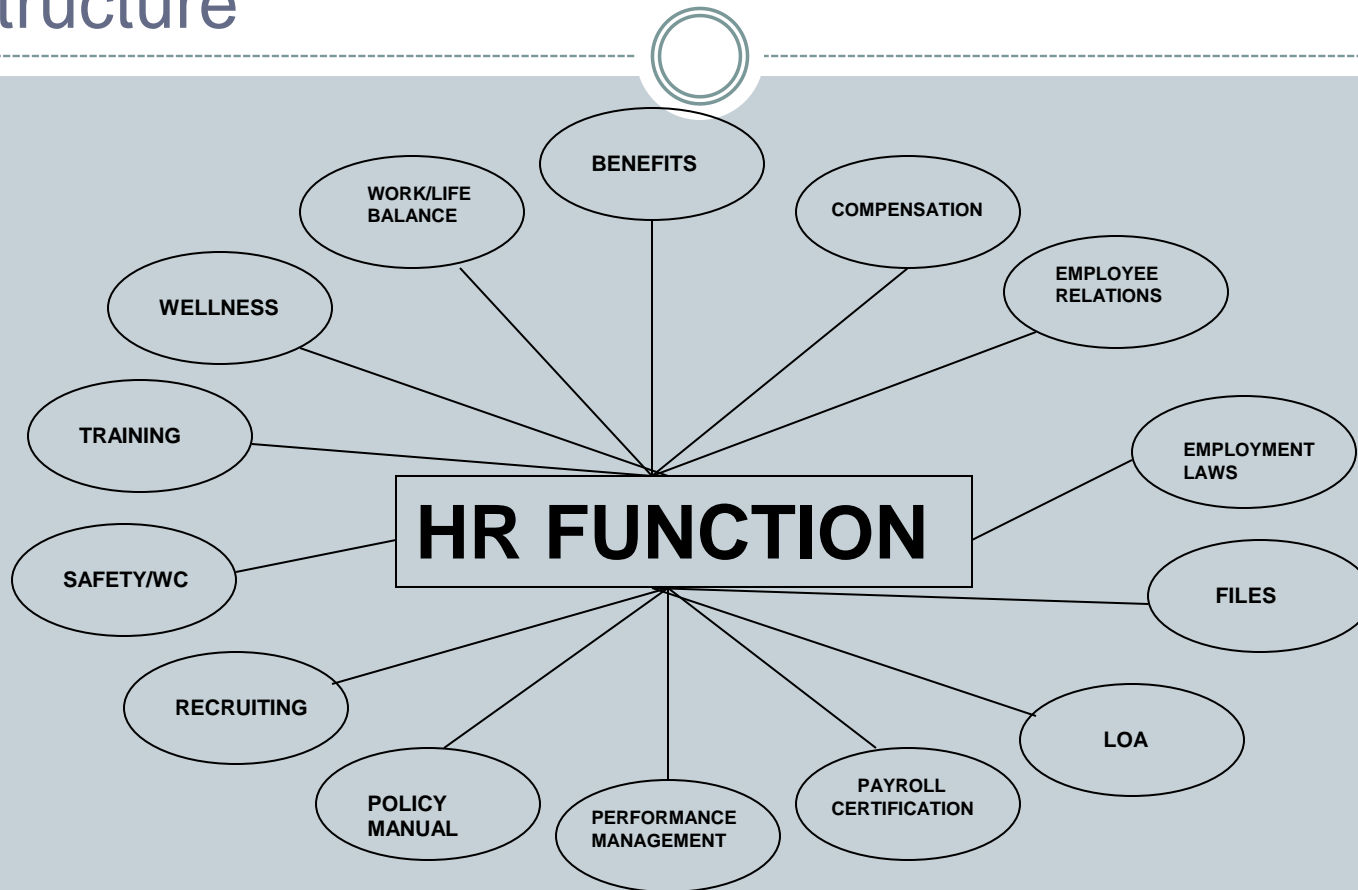 tructure
BENEFITS
WORK/LIFE
BALANCE
COMPENSATION
EMPLOYEE
RELATIONS
WELLNESS
TRAINING
EMPLOYMENT
LAWS
HR FUNCTION
SAFETY/WC
FILES
RECRUITING
LOA
POLICY
MANUAL
PERFORMANCE
MANAGEMENT
PAYROLL
CERTIFICATION